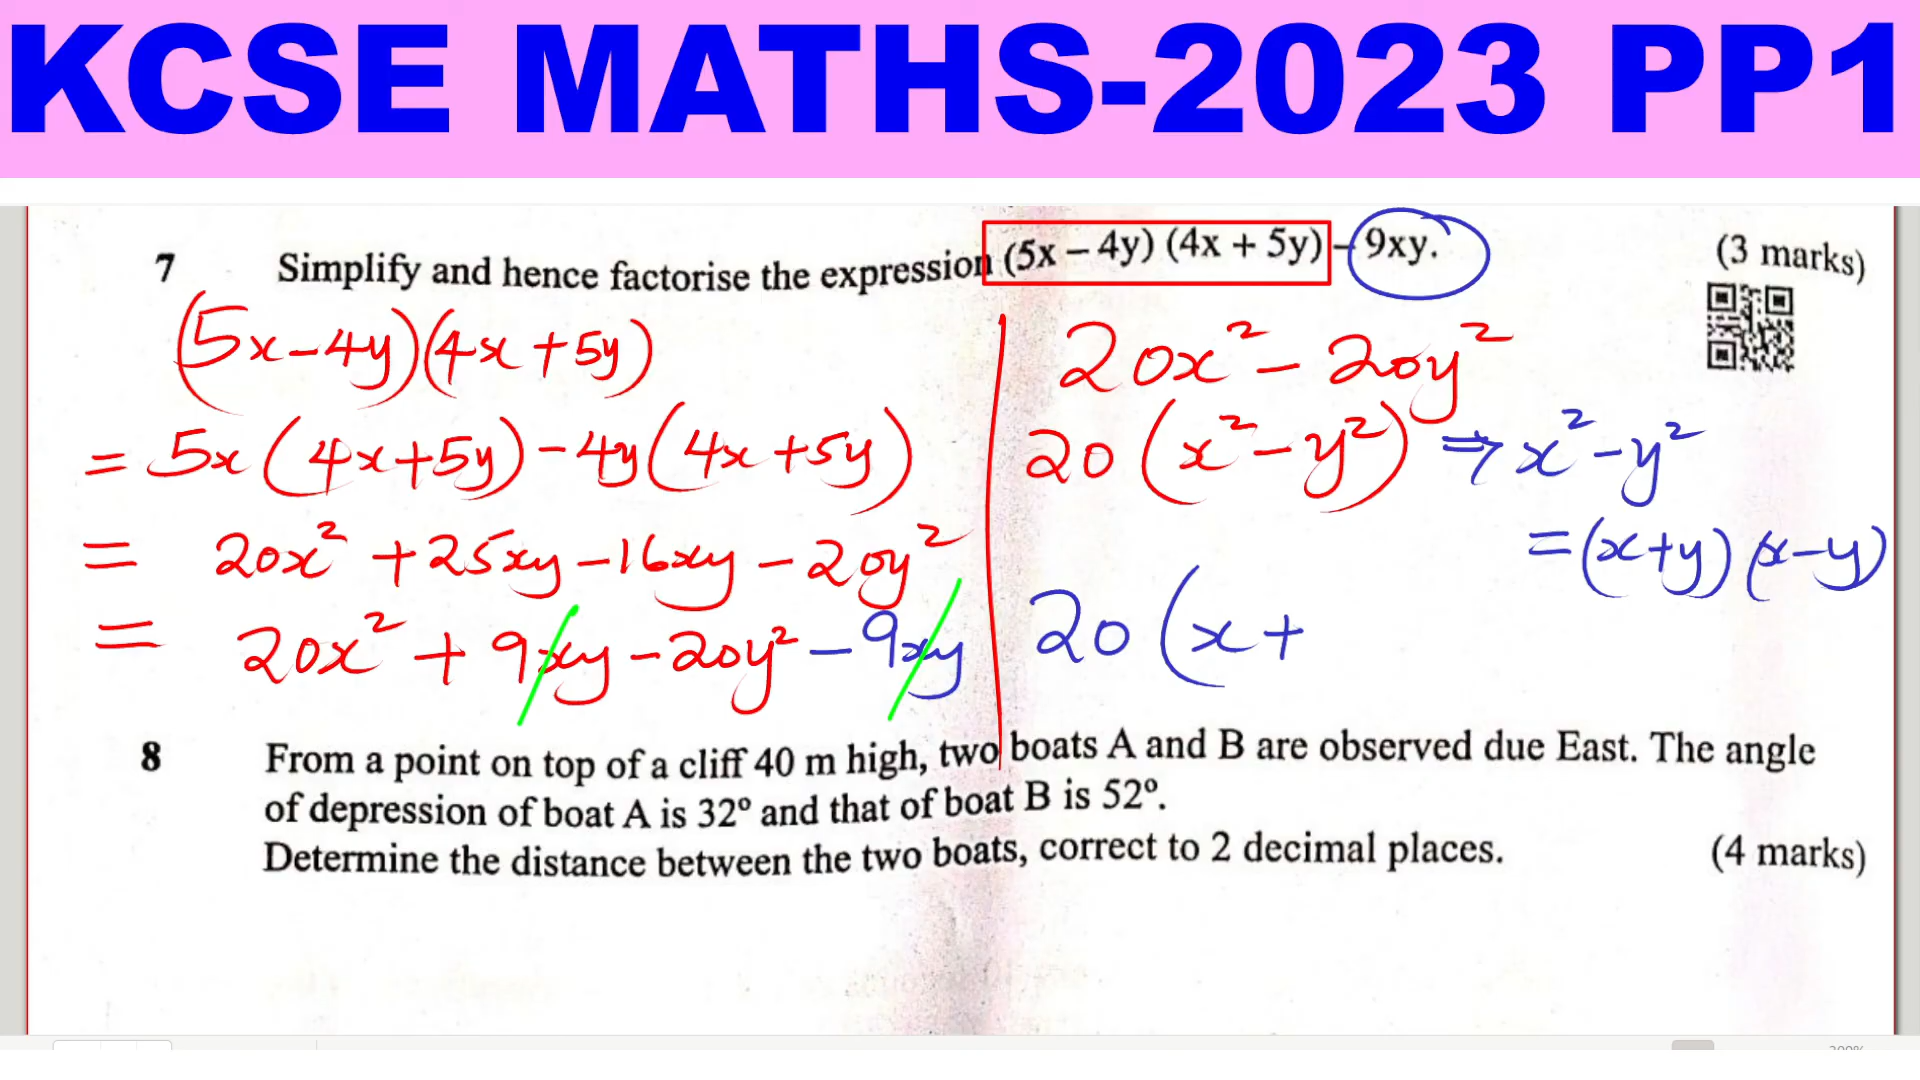 KCSE MATHS-2023 PP1
7 Simplify and hence factorise the expression (5x – 4y) (4x + 5y) – 9xy. (3 marks)
(5x-4y)(4x+5y)
= 5x(4x+5y)-4y(4x+5y)
= 20x² +25xy-16xy-20y²
= 20x² + 9xy-20y² - 9xy
20x² - 20y²
20(x²-y²) ⇒ x²-y²
=(x+y)(x-y)
20(x+
8 From a point on top of a cliff 40 m high, two boats A and B are observed due East. The angle
of depression of boat A is 32º and that of boat B is 52º.
Determine the distance between the two boats, correct to 2 decimal places. (4 marks)